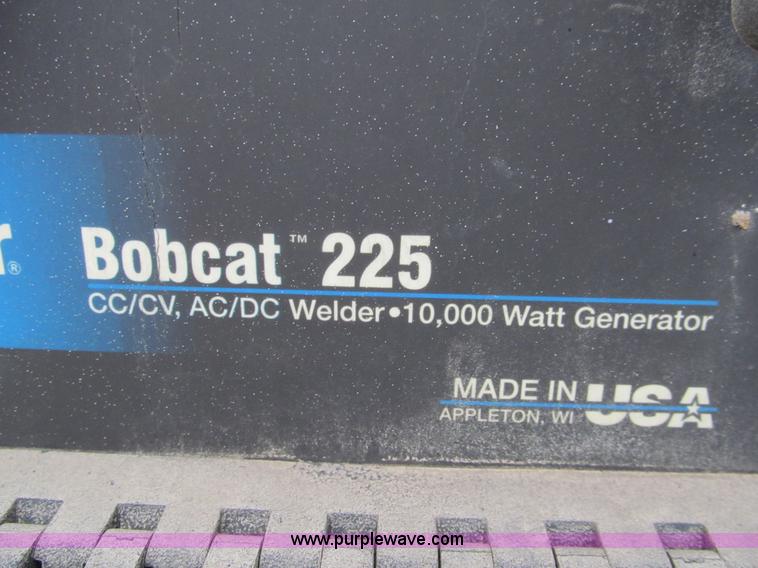 r®
Bobcat™ 225
CC/CV, AC/DC Welder•10,000 Watt Generator
MADE IN USA
APPLETON, WI
www.purplewave.com